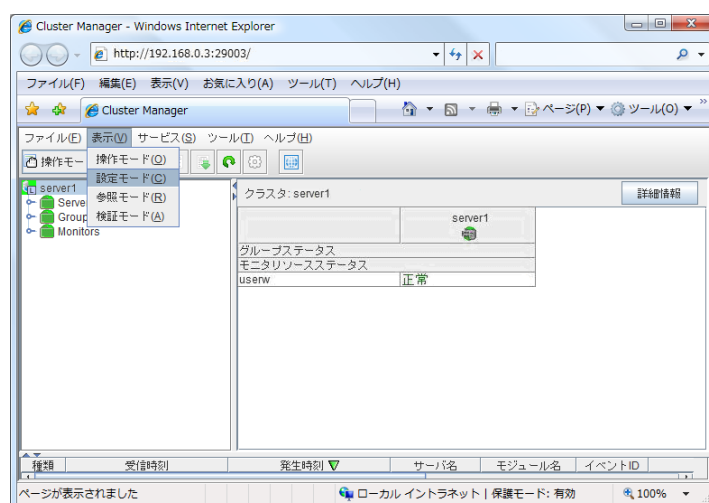 Cluster Manager - Windows Internet Explorer
http://192.168.0.3:29003/
ファイル(F) 編集(E) 表示(V) お気に入り(A) ツール(T) ヘルプ(H)
Cluster Manager
ページ(P) ツール(O)
ファイル(F) 表示(V) サービス(S) ツール(T) ヘルプ(H)
操作モー
操作モード(O)
設定モード(C)
参照モード(R)
検証モード(A)
server1
Serve
Group
Monitors
クラスタ: server1
詳細情報
server1
グループステータス
モニタリソースステータス
userw 正常
種類 受信時刻 発生時刻 サーバ名 モジュール名 イベントID
ページが表示されました
ローカル イントラネット | 保護モード: 有効
100%